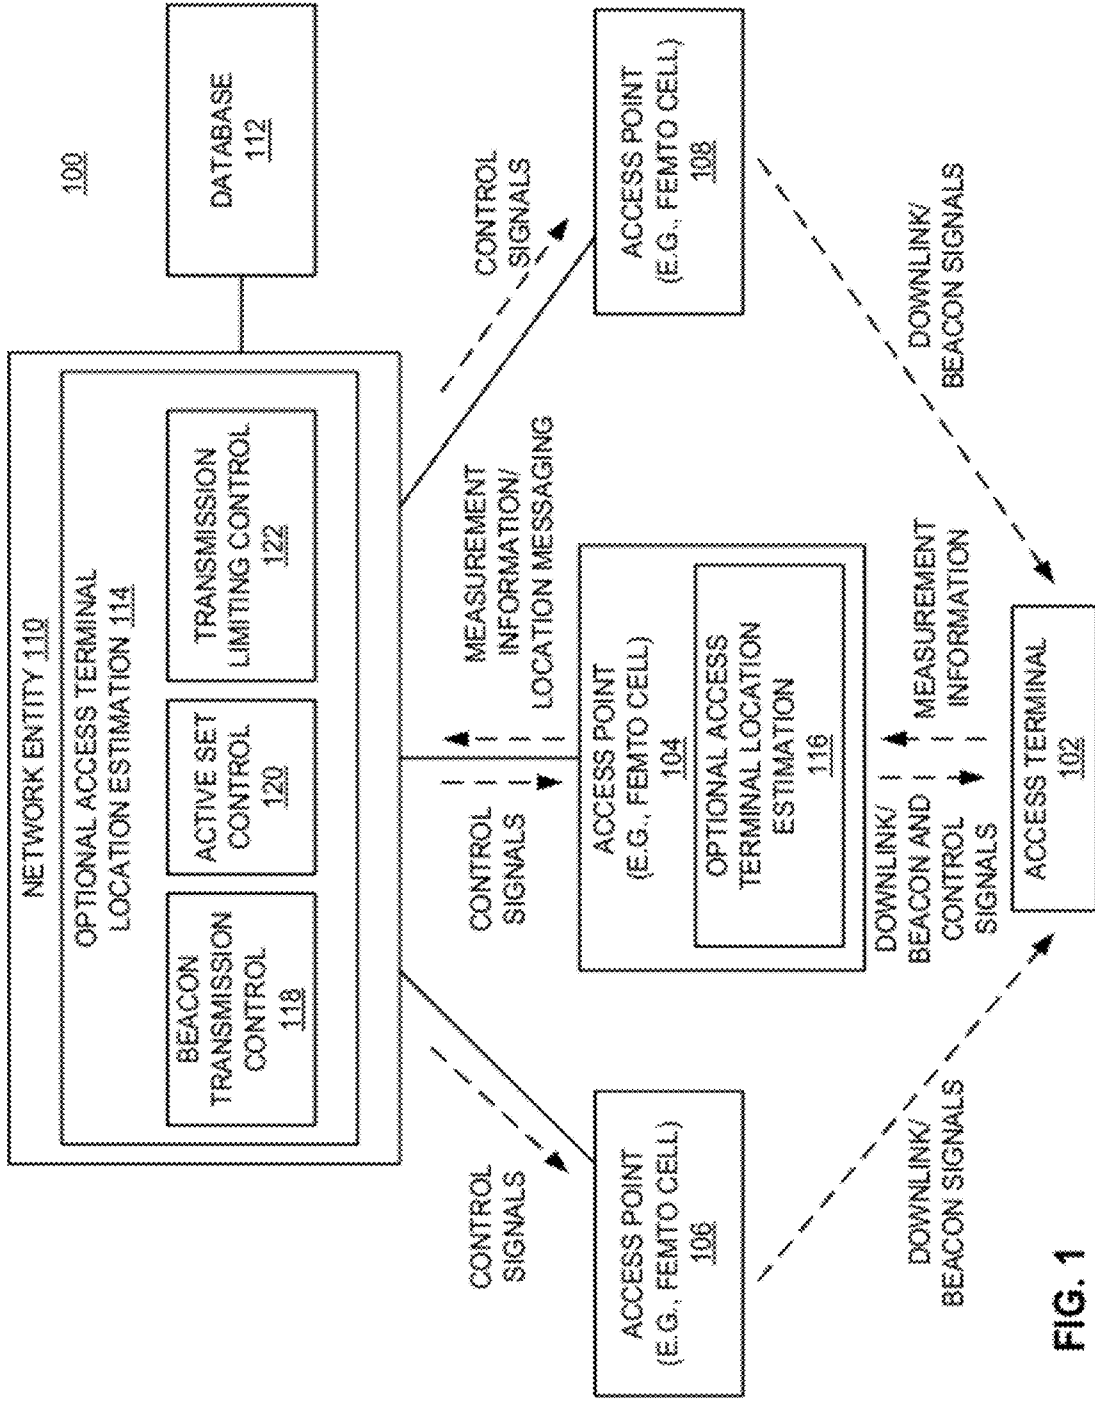 100
NETWORK ENTITY 110
OPTIONAL ACCESS TERMINAL
LOCATION ESTIMATION 114
BEACON
TRANSMISSION
CONTROL
118
ACTIVE SET
CONTROL
120
TRANSMISSION
LIMITING CONTROL
122
DATABASE
112
CONTROL
SIGNALS
CONTROL
SIGNALS
MEASUREMENT
INFORMATION/
LOCATION MESSAGING
CONTROL
SIGNALS
ACCESS POINT
(E.G., FEMTO CELL)
106
ACCESS POINT
(E.G., FEMTO CELL)
104
OPTIONAL ACCESS
TERMINAL LOCATION
ESTIMATION
116
ACCESS POINT
(E.G., FEMTO CELL)
108
DOWNLINK/
BEACON SIGNALS
DOWNLINK/
BEACON AND
CONTROL
SIGNALS
MEASUREMENT
INFORMATION
DOWNLINK/
BEACON SIGNALS
ACCESS TERMINAL
102
FIG. 1